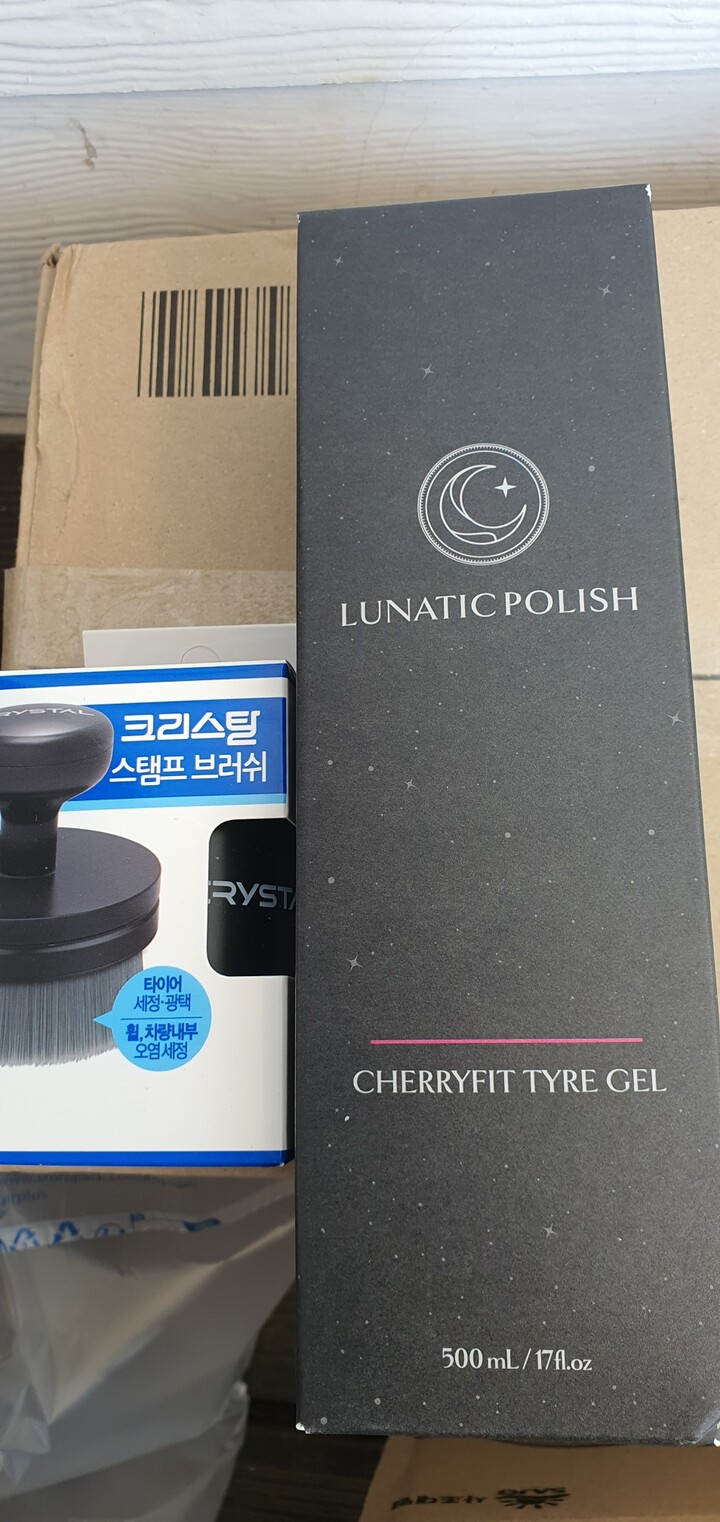 LUNATIC POLISH
CHERRYFIT TYRE GEL
500 mL / 17fl.oz
크리스탈
스탬프 브러쉬
타이어
세정·광택
휠, 차량내부
오염 세정